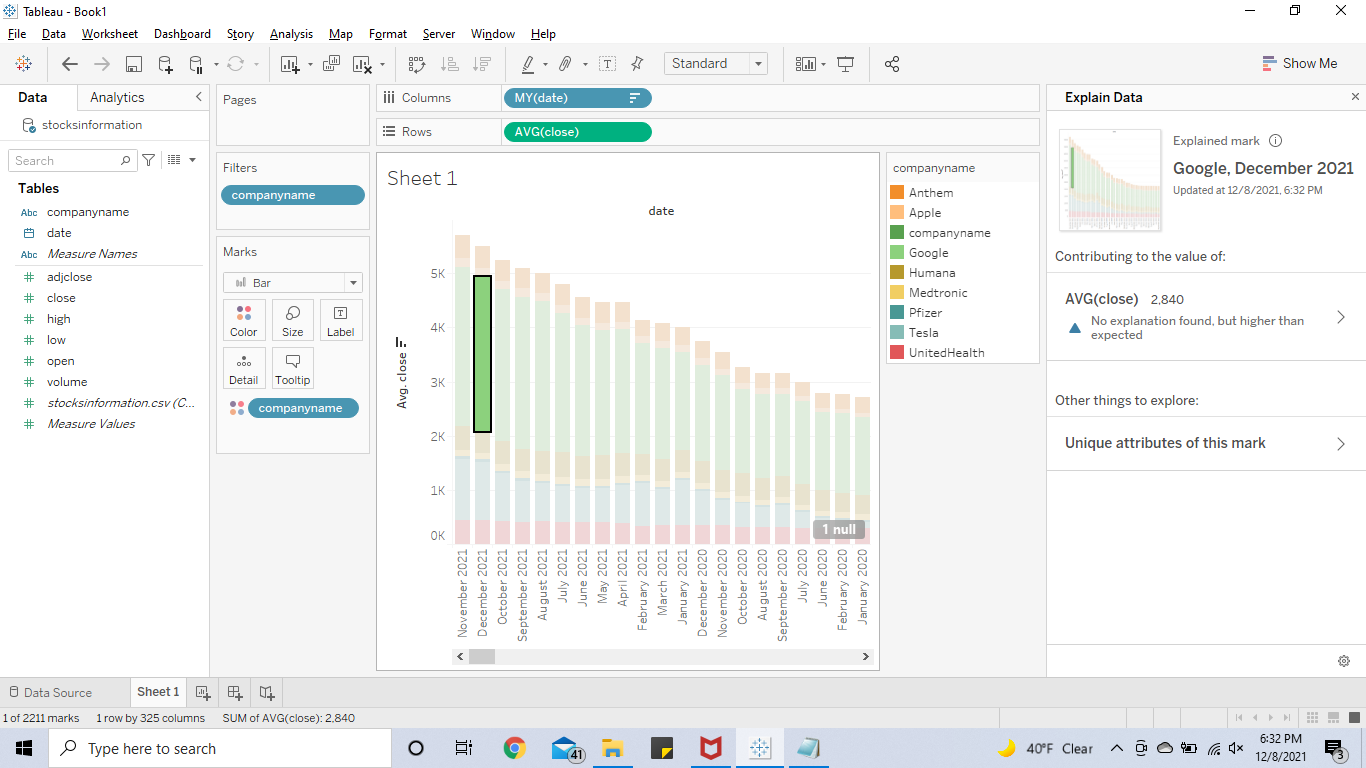 Tableau - Book1
File Data Worksheet Dashboard Story Analysis Map Format Server Window Help
Standard
Show Me
Data Analytics
stocksinformation
Search
Tables
Abc companyname
date
Abc Measure Names
adjclose
close
high
low
open
volume
stocksinformation.csv (C...
Measure Values
Pages
Filters
companyname
Marks
Bar
Color Size Label
Detail Tooltip
companyname
Columns MY(date)
Rows AVG(close)
Sheet 1
date
Avg. close
5K
4K
3K
2K
1K
0K
1 null
November 2021
December 2021
October 2021
September 2021
August 2021
July 2021
June 2021
May 2021
April 2021
February 2021
March 2021
January 2021
December 2020
November 2020
October 2020
August 2020
September 2020
July 2020
June 2020
February 2020
January 2020
companyname
Anthem
Apple
companyname
Google
Humana
Medtronic
Pfizer
Tesla
UnitedHealth
Explain Data
Explained mark
Google, December 2021
Updated at 12/8/2021, 6:32 PM
Contributing to the value of:
AVG(close) 2,840
No explanation found, but higher than
expected
Other things to explore:
Unique attributes of this mark
Data Source Sheet 1
1 of 2211 marks 1 row by 325 columns SUM of AVG(close): 2,840
Type here to search
41
40°F Clear
6:32 PM
12/8/2021
3